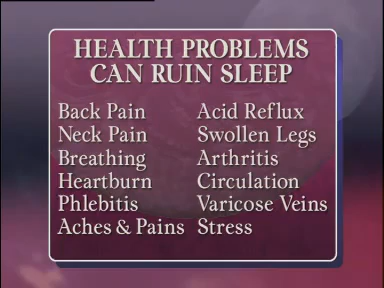 HEALTH PROBLEMS
CAN RUIN SLEEP
Back Pain Acid Reflux
Neck Pain Swollen Legs
Breathing Arthritis
Heartburn Circulation
Phlebitis Varicose Veins
Aches & Pains Stress